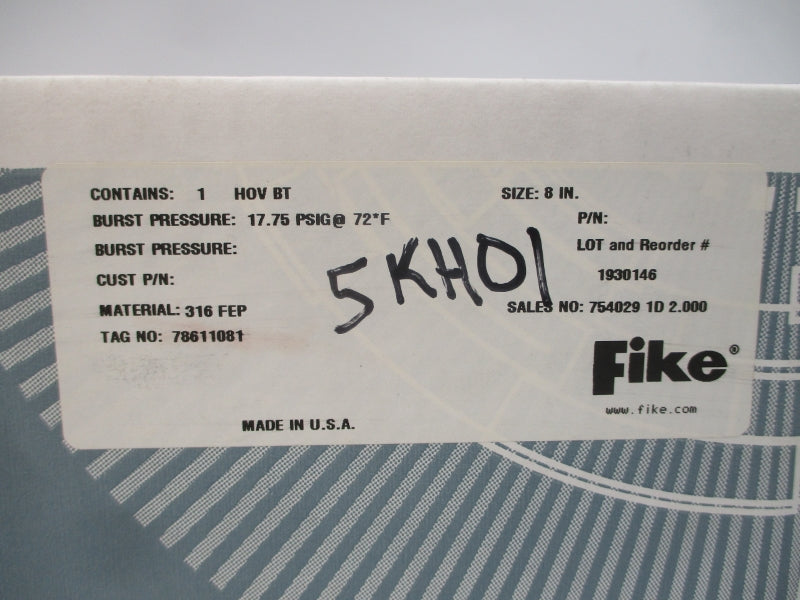 CONTAINS: 1 HOV BT
SIZE: 8 IN.
BURST PRESSURE: 17.75 PSIG@ 72*F
P/N:
BURST PRESSURE:
LOT and Reorder #
CUST P/N:
1930146
5KHO1
MATERIAL: 316 FEP
SALES NO: 754029 1D 2.000
TAG NO: 78611081
Fike®
www.fike.com
MADE IN U.S.A.